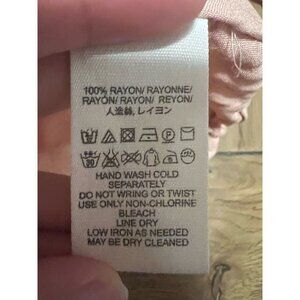 100% RAYON/ RAYONNE/
RAYÓN/ RAYON/ REYON/
人造絲, レイヨン
HAND WASH COLD
SEPARATELY
DO NOT WRING OR TWIST
USE ONLY NON-CHLORINE
BLEACH
LINE DRY
LOW IRON AS NEEDED
MAY BE DRY CLEANED